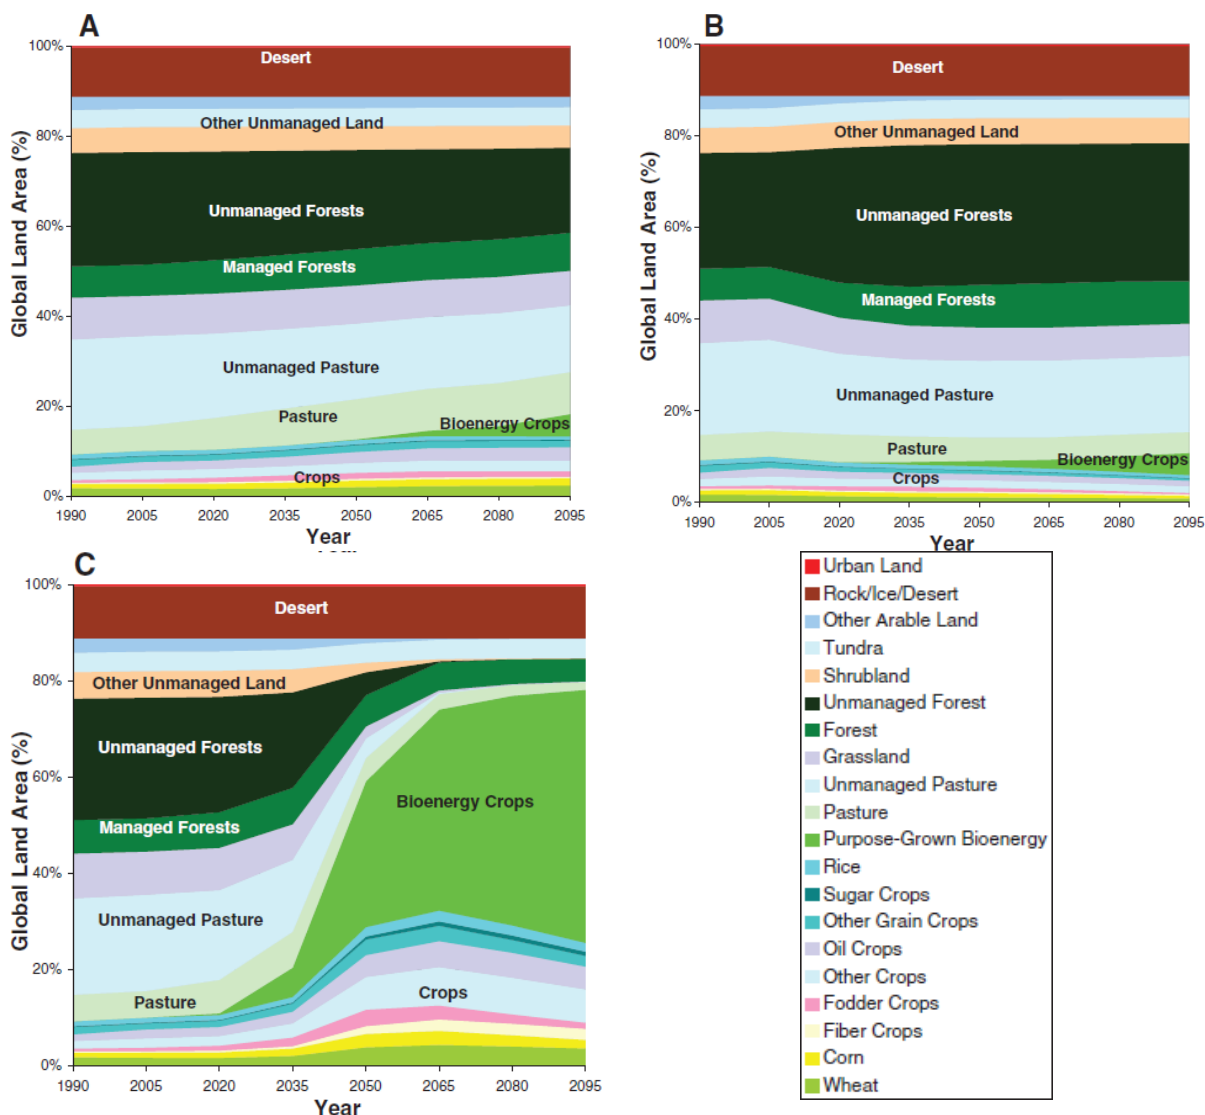 A
100%
80%
60%
40%
20%
0%
Global Land Area (%)
Desert
Other Unmanaged Land
Unmanaged Forests
Managed Forests
Unmanaged Pasture
Pasture
Bioenergy Crops
Crops
1990 2005 2020 2035 2050 2065 2080 2095
Year
B
100%
80%
60%
40%
20%
0%
Global Land Area (%)
Desert
Other Unmanaged Land
Unmanaged Forests
Managed Forests
Unmanaged Pasture
Pasture
Bioenergy Crops
Crops
1990 2005 2020 2035 2050 2065 2080 2095
Year
C
100%
80%
60%
40%
20%
0%
Global Land Area (%)
Desert
Other Unmanaged Land
Unmanaged Forests
Bioenergy Crops
Managed Forests
Unmanaged Pasture
Crops
Pasture
1990 2005 2020 2035 2050 2065 2080 2095
Year
Urban Land
Rock/Ice/Desert
Other Arable Land
Tundra
Shrubland
Unmanaged Forest
Forest
Grassland
Unmanaged Pasture
Pasture
Purpose-Grown Bioenergy
Rice
Sugar Crops
Other Grain Crops
Oil Crops
Other Crops
Fodder Crops
Fiber Crops
Corn
Wheat